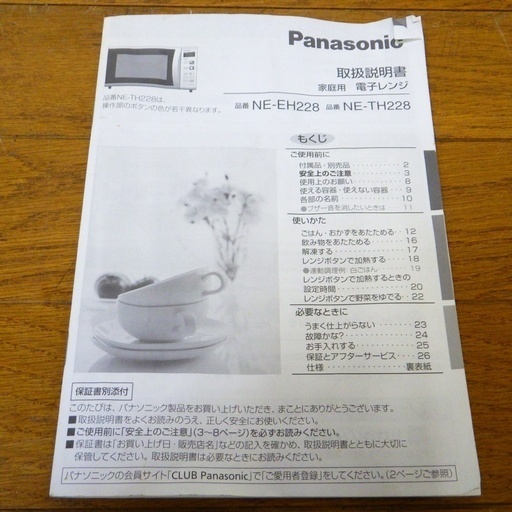 Panasonic
取扱説明書
家庭用 電子レンジ
品番 NE-EH228 品番 NE-TH228
品番NE-TH228は、
操作部のボタンの色が若干異なります。
もくじ
ご使用前に
付属品・別売品 2
安全上のご注意 3
使用上のお願い 8
使える容器・使えない容器 9
各部の名前 10
●ブザー音を消したいときは 11
使いかた
ごはん・おかずをあたためる 12
飲み物をあたためる 16
解凍する 17
レンジボタンで加熱する 18
●連動調理例:白ごはん 19
レンジボタンで加熱するときの
設定時間 20
レンジボタンで野菜をゆでる 22
必要なときに
うまく仕上がらない 23
故障かな? 24
お手入れする 25
保証とアフターサービス 26
仕様 裏表紙
保証書別添付
このたびは、パナソニック製品をお買い上げいただき、まことにありがとうございます。
■取扱説明書をよくお読みのうえ、正しく安全にお使いください。
■ご使用前に「安全上のご注意」(3~8ページ)を必ずお読みください。
■保証書は「お買い上げ日・販売店名」などの記入を確かめ、取扱説明書とともに大切に
保管してください。取扱説明書は必要なときにお読みください。
パナソニックの会員サイト「CLUB Panasonic」で「ご愛用者登録」をしてください。(2ページご参照)